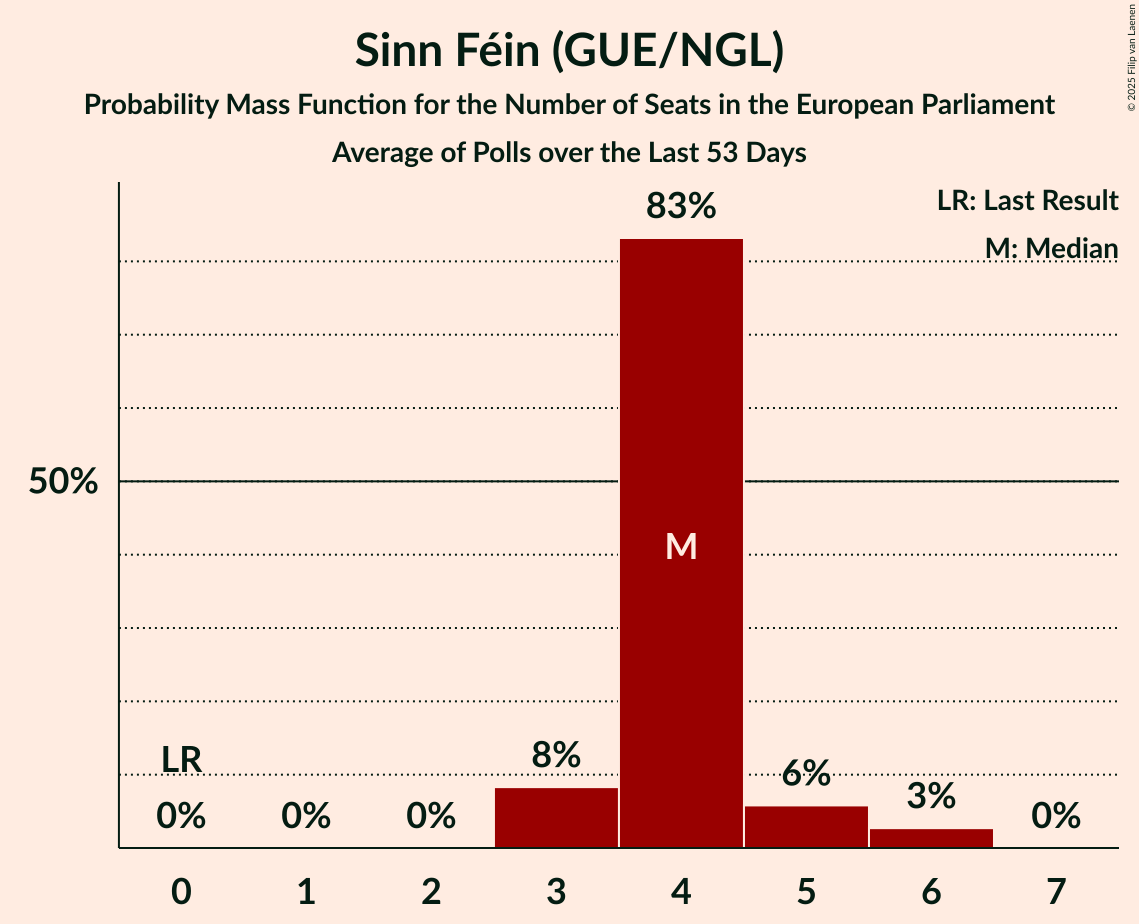 Sinn Féin (GUE/NGL)
Probability Mass Function for the Number of Seats in the European Parliament
Average of Polls over the Last 53 Days
© 2025 Filip van Laenen
LR: Last Result
M: Median
83%
50%
M
LR
8%
6%
3%
0%
0%
0%
0%
0 1 2 3 4 5 6 7